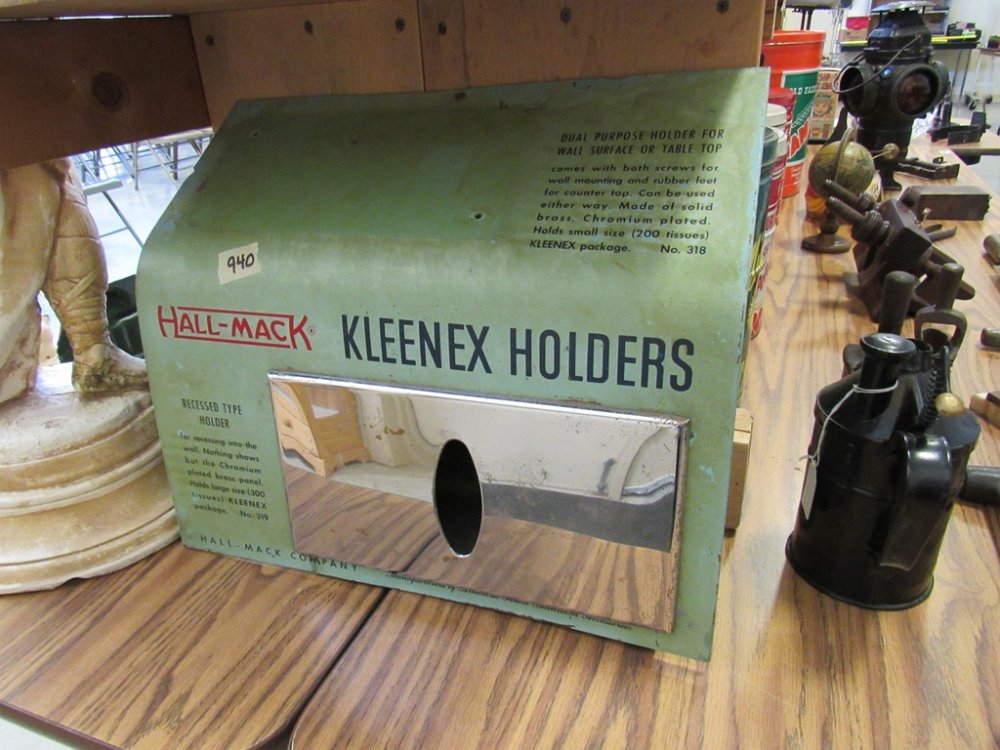 DUAL PURPOSE HOLDER FOR
WALL SURFACE OR TABLE TOP
comes with both screws for
wall mounting and rubber feet
for counter top. Can be used
either way. Made of solid
brass, Chromium plated.
Holds small size (200 tissues)
KLEENEX package. No. 318
940
HALL-MACK®
KLEENEX HOLDERS
RECESSED TYPE
HOLDER
for recessing into the
wall. Nothing shows
but the Chromium
plated brass panel.
Holds large size (300
tissues) KLEENEX
package. No. 319
HALL-MACK COMPANY
Manufacturers of